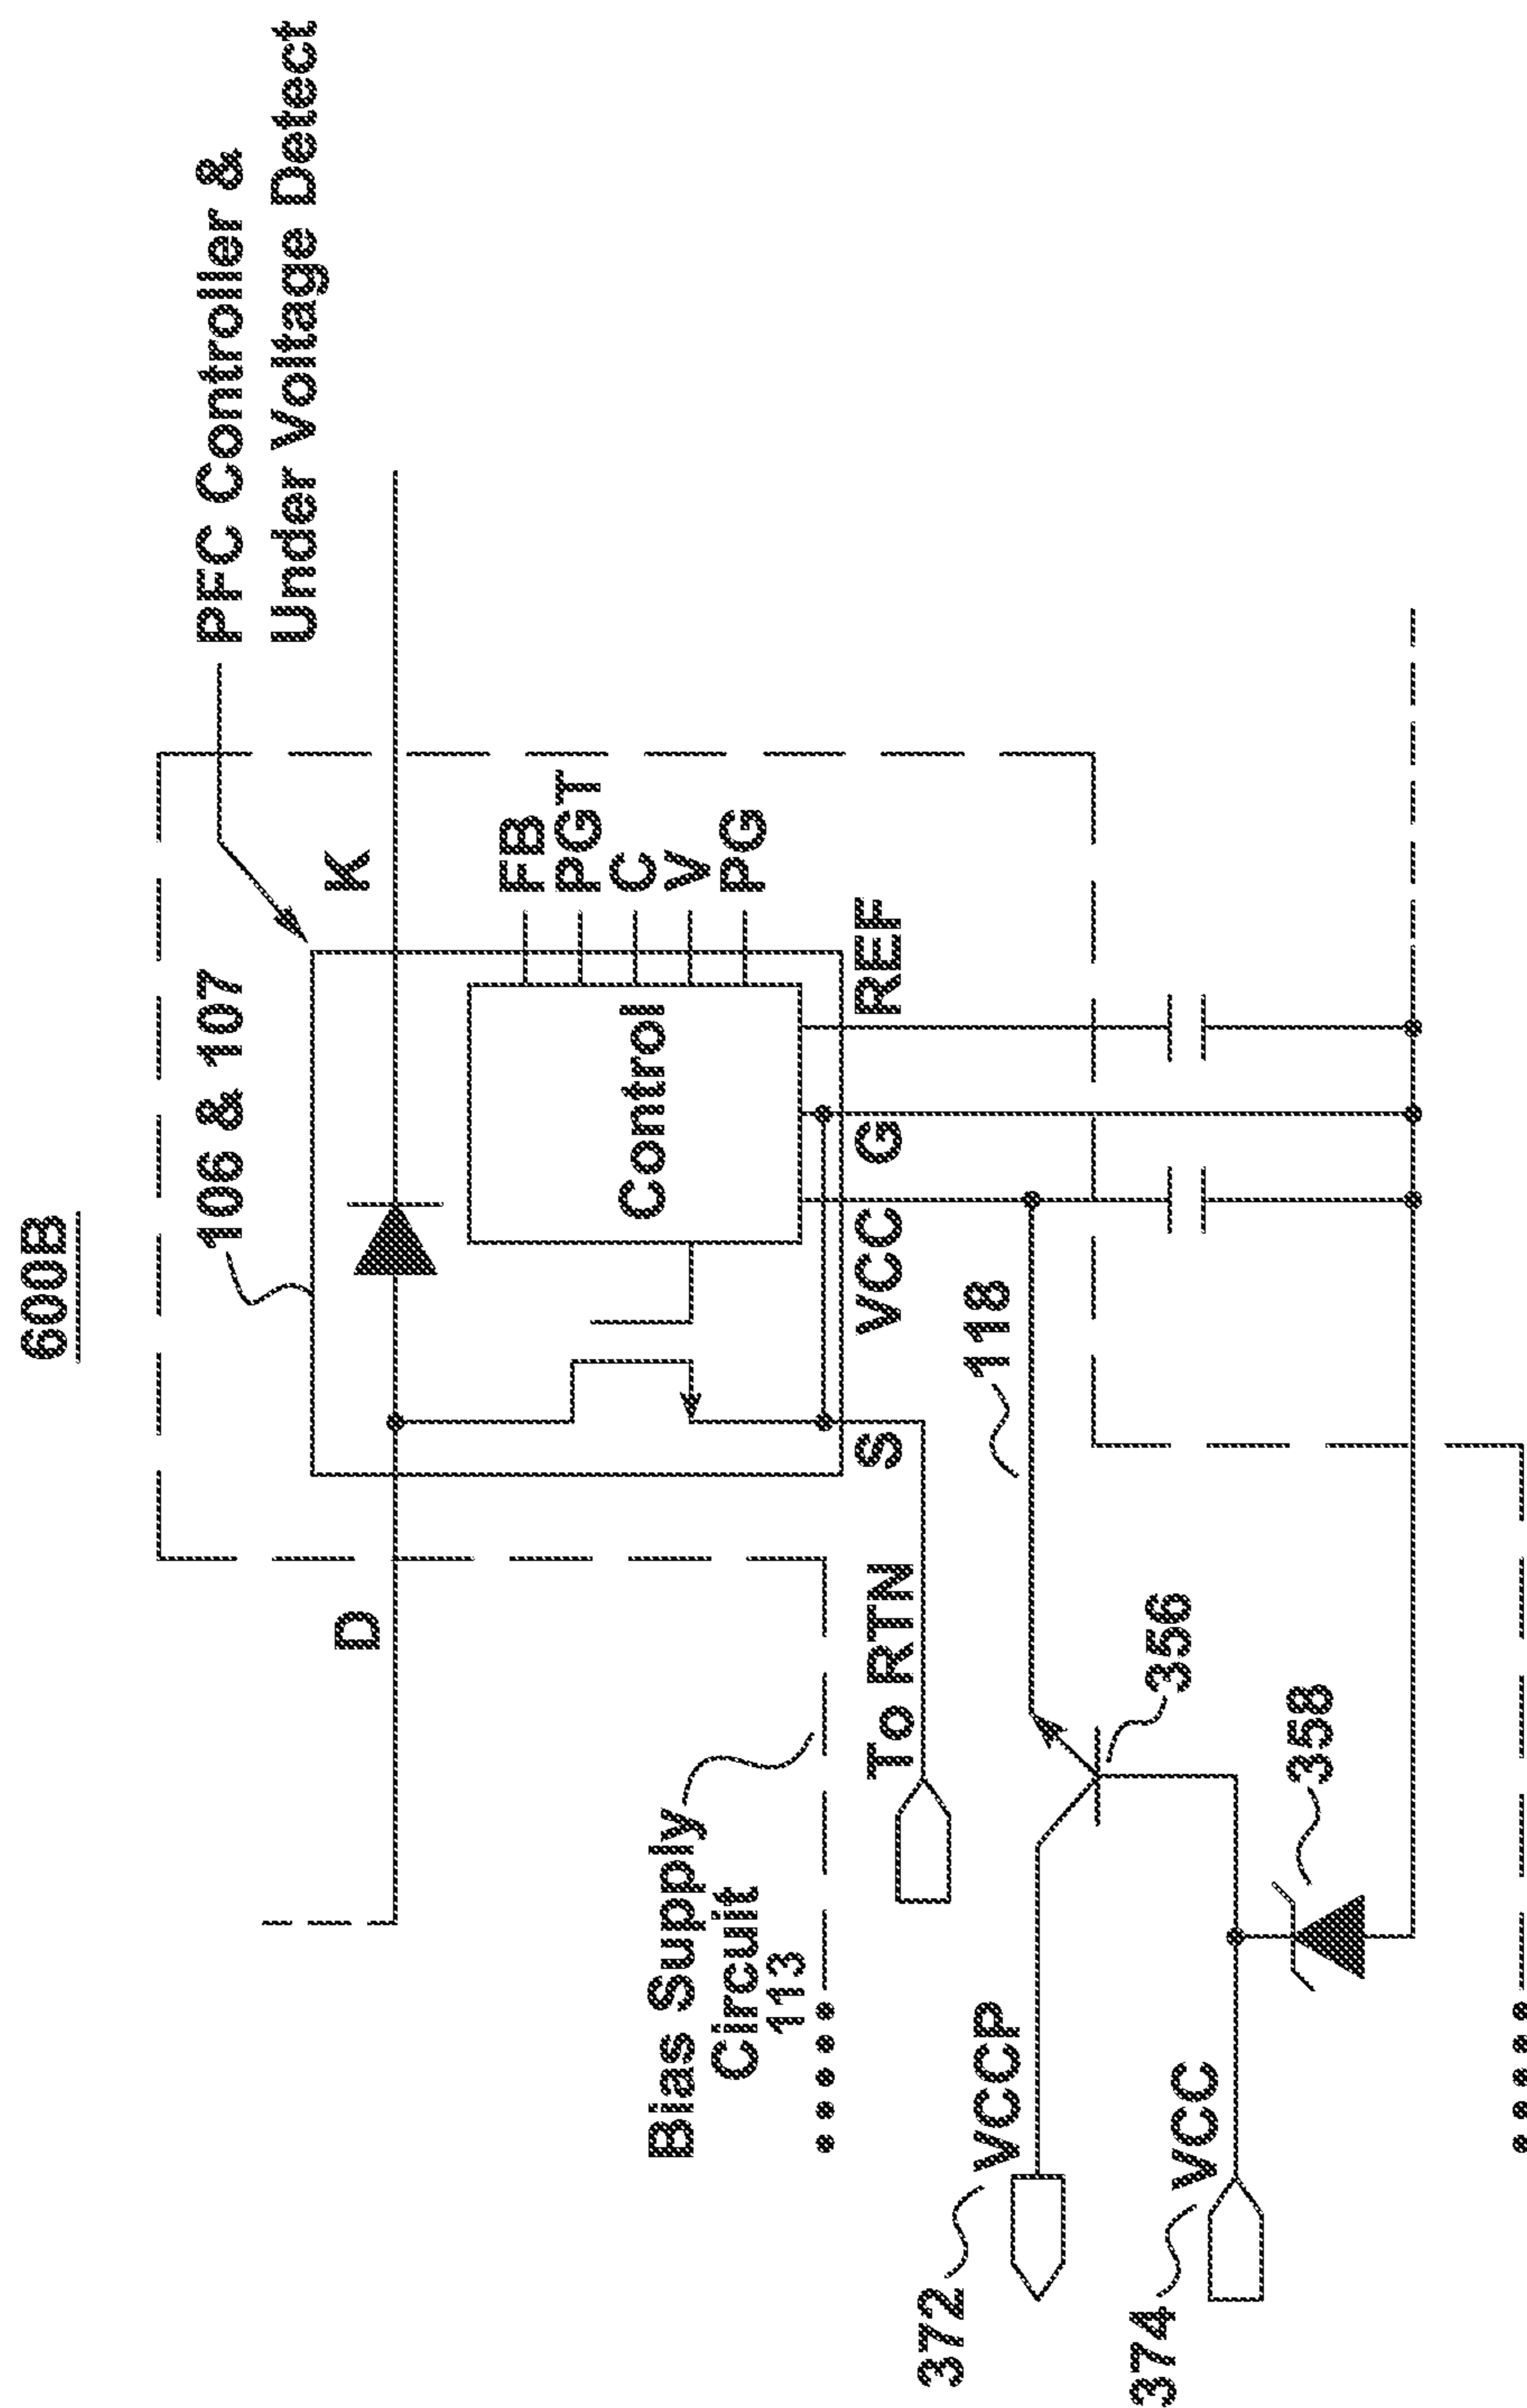 600B
PFC Controller &
Under Voltage Detect
106 & 107
D
K
FB
PGT
C
V
PG
Control
S
VCC
G
REF
Bias Supply
Circuit
113
To RTN
118
372
VCCP
356
374
VCC
358